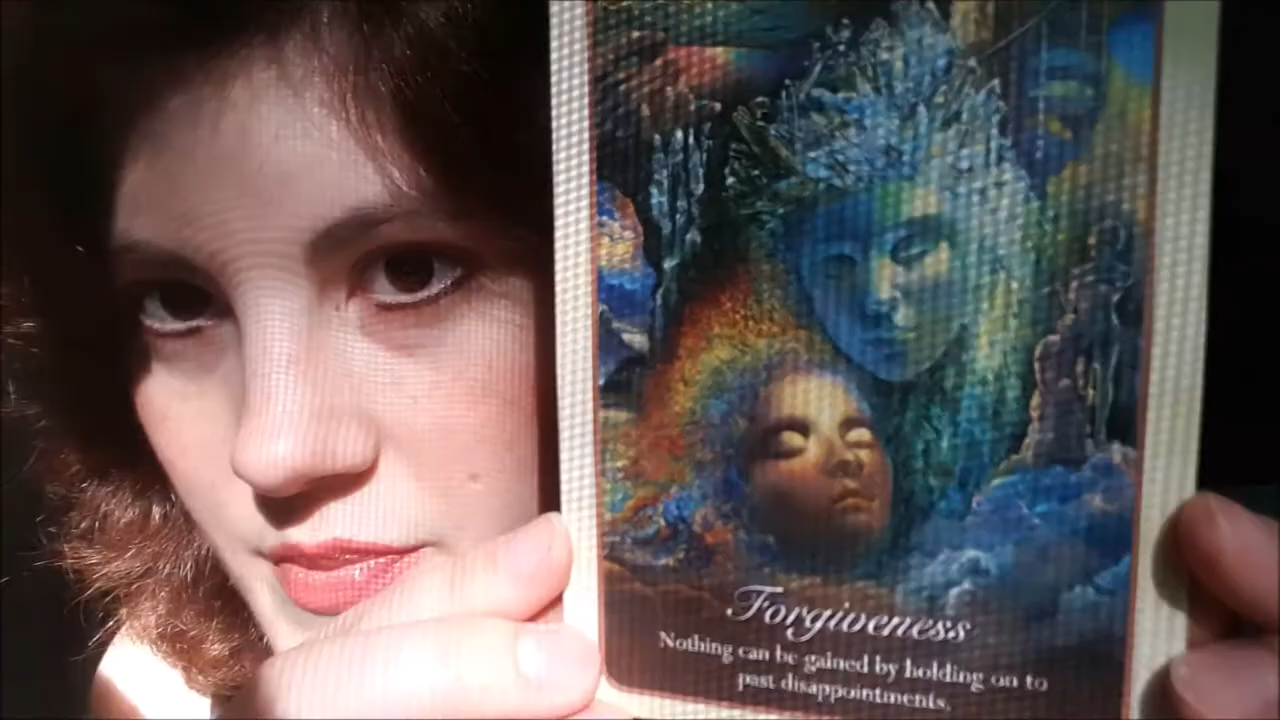 Forgiveness
Nothing can be gained by holding on to
past disappointments.